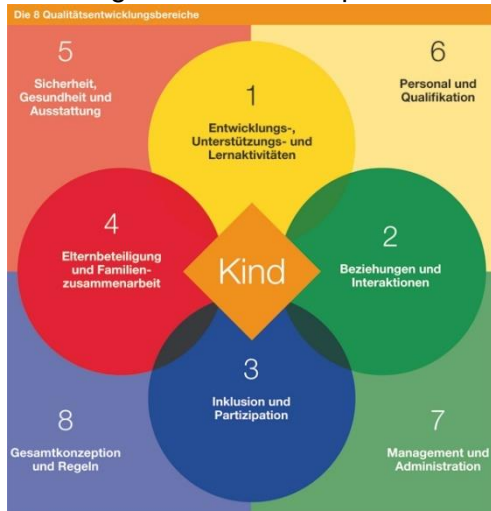 Die 8 Qualitätsentwicklungsbereiche
5
Sicherheit,
Gesundheit und
Ausstattung
6
Personal und
Qualifikation
1
Entwicklungs-,
Unterstützungs- und
Lernaktivitäten
4
Elternbeteiligung
und Familien-
zusammenarbeit
Kind
2
Beziehungen und
Interaktionen
3
Inklusion und
Partizipation
8
Gesamtkonzeption
und Regeln
7
Management und
Administration